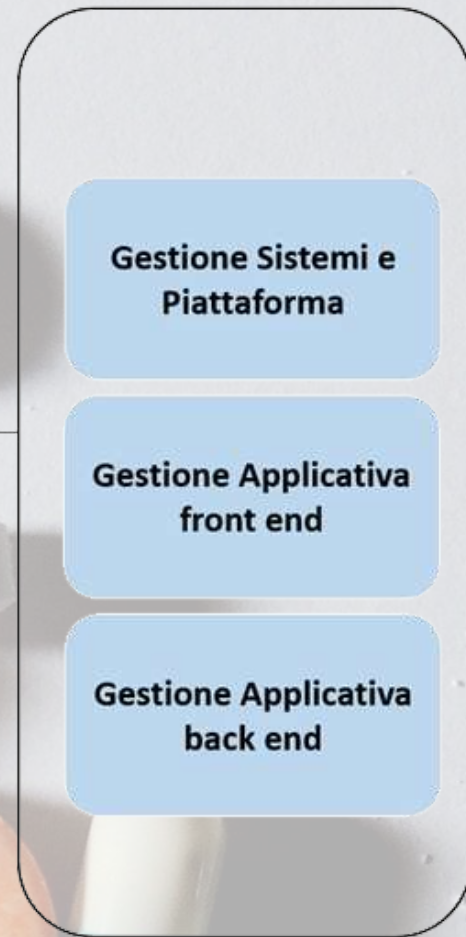 Gestione Sistemi e
Piattaforma
Gestione Applicativa
front end
Gestione Applicativa
back end